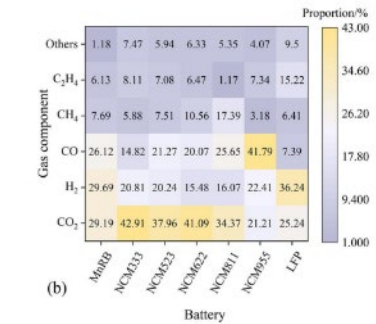 Proportion/%
Others 1.18 7.47 5.94 6.33 5.35 4.07 9.5 43.00
C₂H₄ 6.13 8.11 7.08 6.47 1.17 7.34 15.22 34.60
CH₄ 7.69 5.88 7.51 10.56 17.39 3.18 6.41 26.20
CO 26.12 14.82 21.27 20.07 25.65 41.79 7.39 17.80
H₂ 29.69 20.81 20.24 15.48 16.07 22.41 36.24 9.400
CO₂ 29.19 42.91 37.96 41.09 34.37 21.21 25.24 1.000
Gas component
MnRB NCM333 NCM523 NCM622 NCM811 NCM955 LFP
(b)
Battery